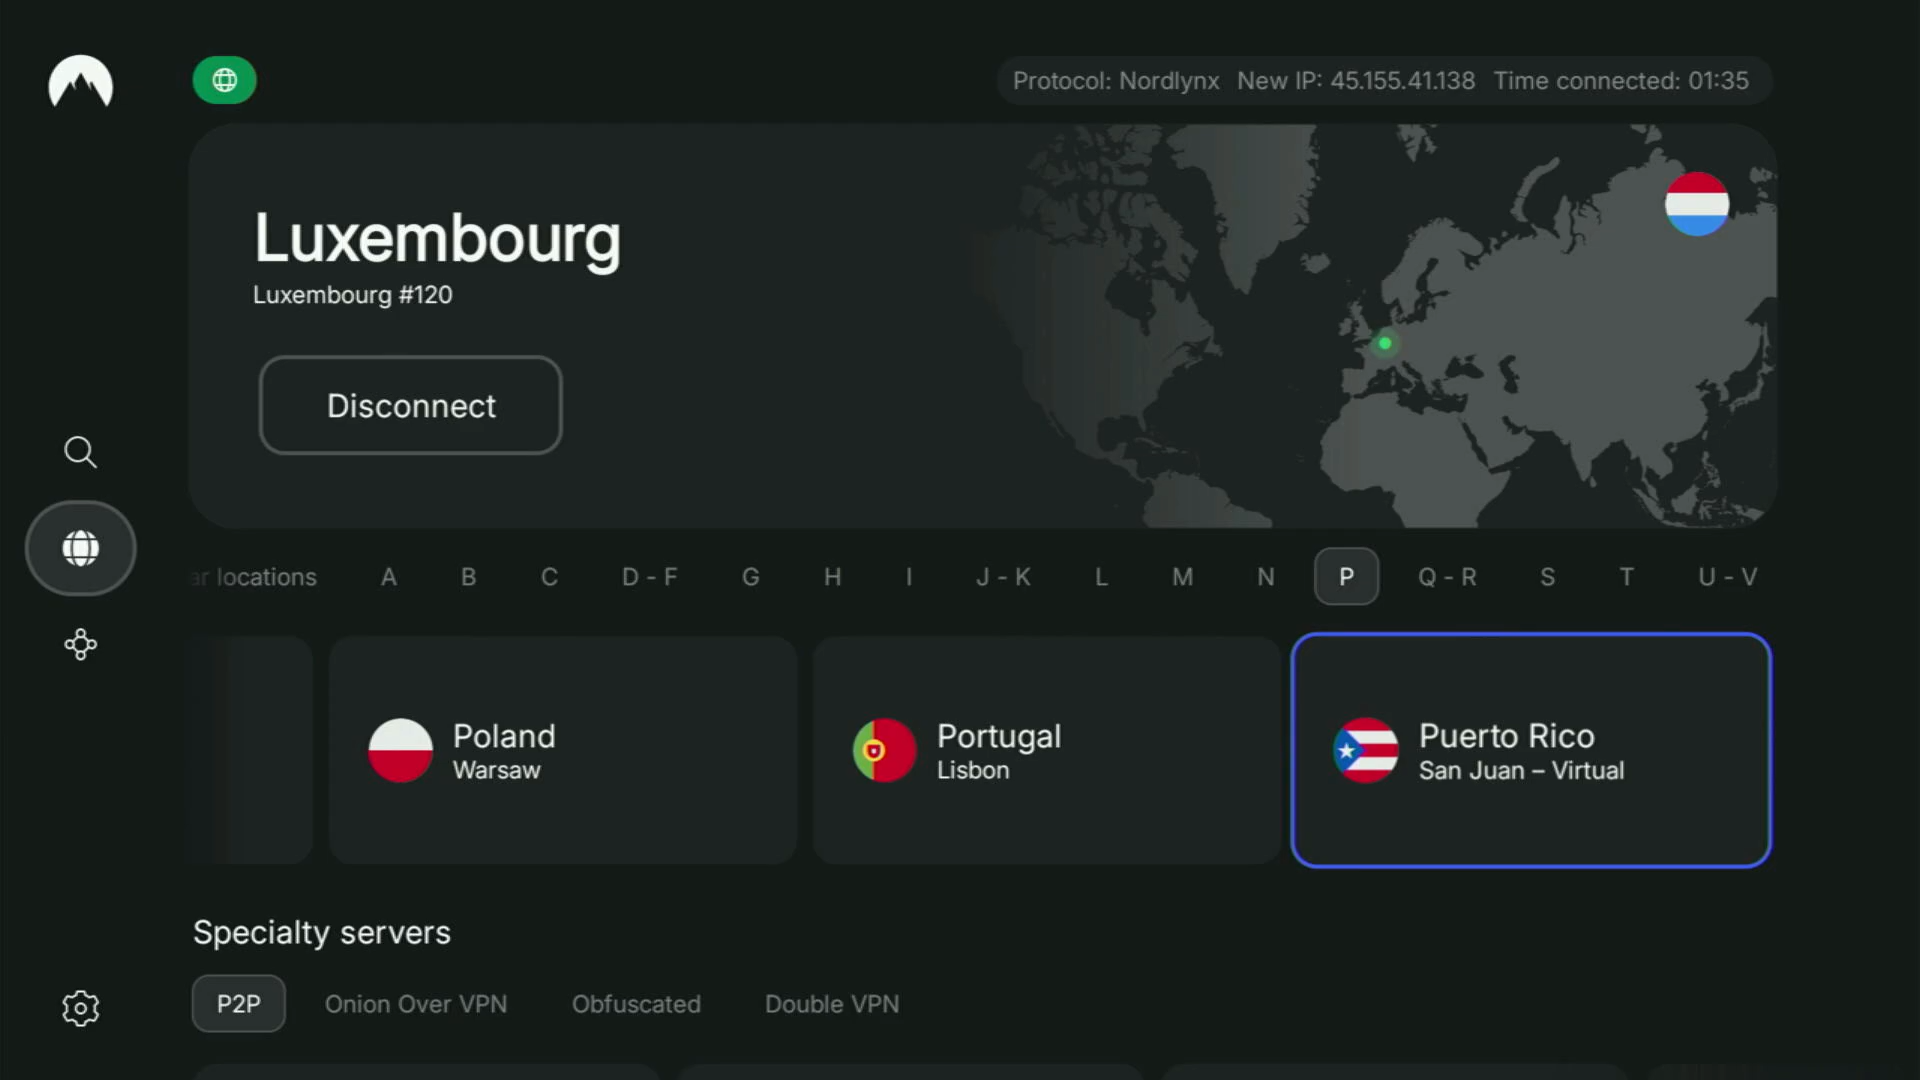 Protocol: Nordlynx New IP: 45.155.41.138 Time connected: 01:35
Luxembourg
Luxembourg #120
Disconnect
locations A B C D - F G H I J - K L M N P Q - R S T U - V
Poland
Warsaw
Portugal
Lisbon
Puerto Rico
San Juan – Virtual
Specialty servers
P2P Onion Over VPN Obfuscated Double VPN